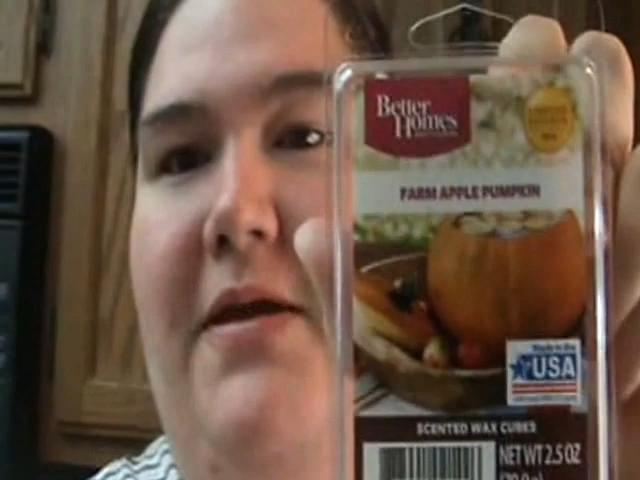 Better
Homes
FARM APPLE PUMPKIN
Made in the
USA
SCENTED WAX CUBES
NET WT 2.5 OZ